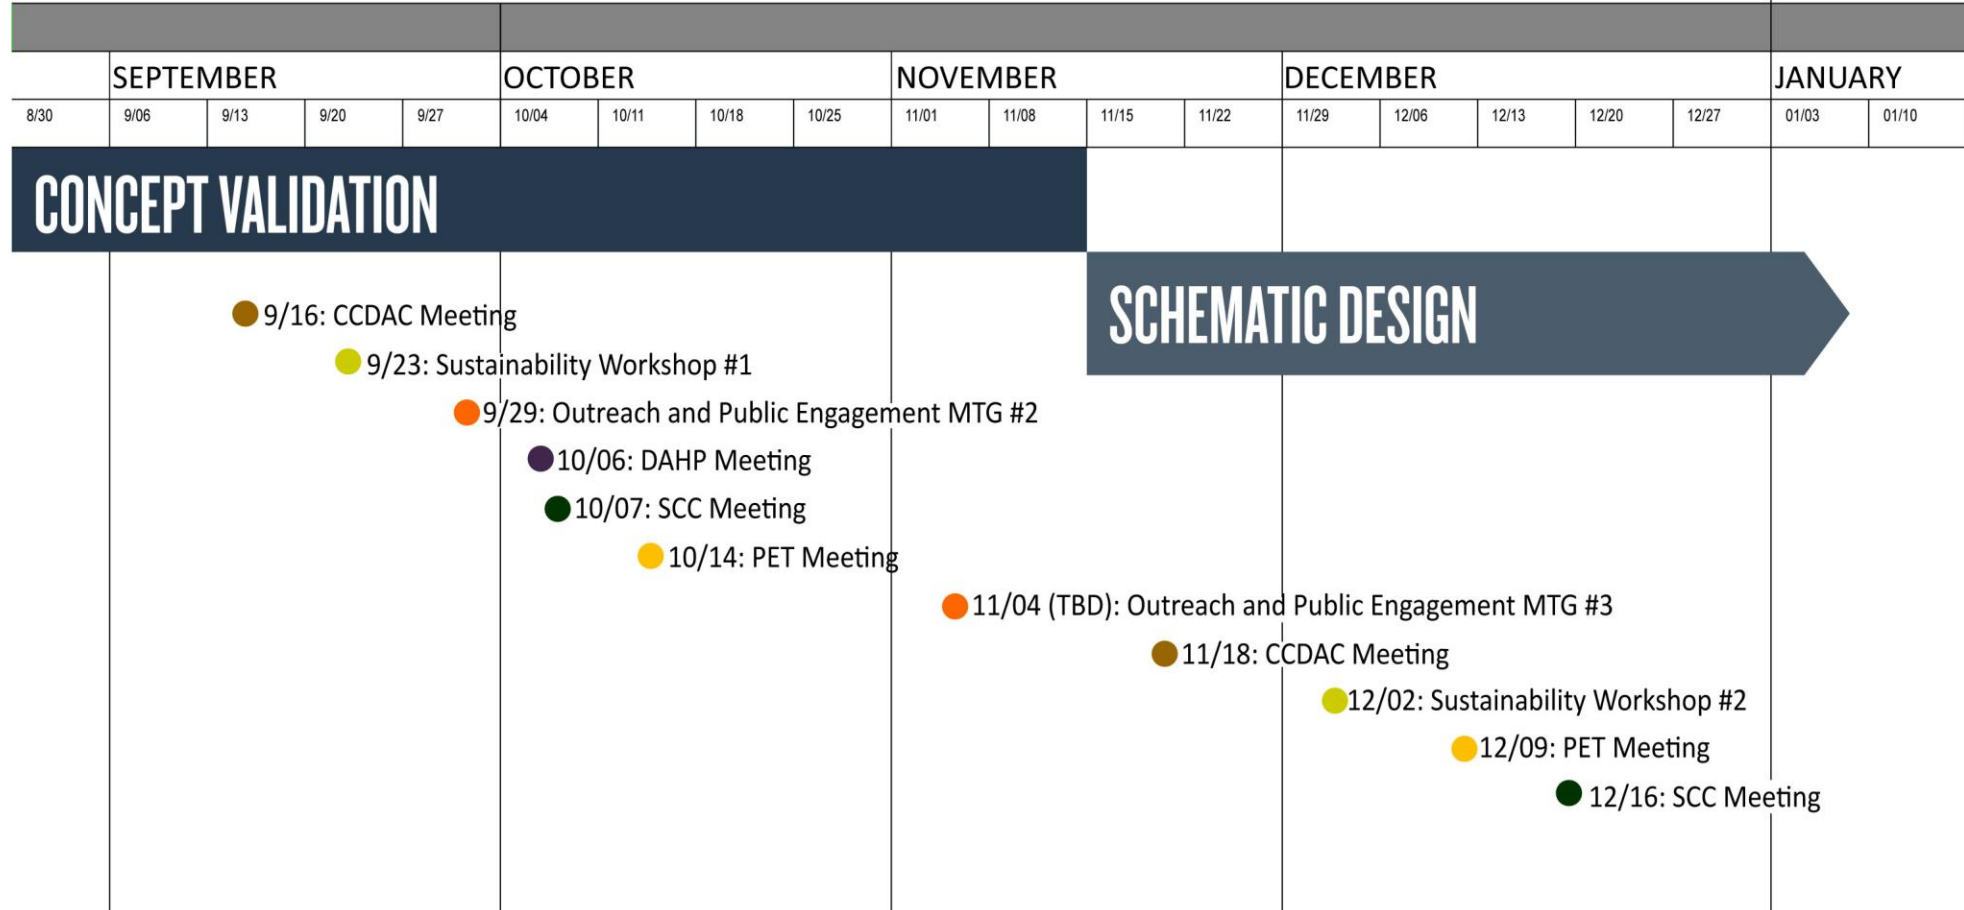 SEPTEMBER OCTOBER NOVEMBER DECEMBER JANUARY
8/30 9/06 9/13 9/20 9/27 10/04 10/11 10/18 10/25 11/01 11/08 11/15 11/22 11/29 12/06 12/13 12/20 12/27 01/03 01/10
CONCEPT VALIDATION
SCHEMATIC DESIGN
9/16: CCDAC Meeting
9/23: Sustainability Workshop #1
9/29: Outreach and Public Engagement MTG #2
10/06: DAHP Meeting
10/07: SCC Meeting
10/14: PET Meeting
11/04 (TBD): Outreach and Public Engagement MTG #3
11/18: CCDAC Meeting
12/02: Sustainability Workshop #2
12/09: PET Meeting
12/16: SCC Meeting